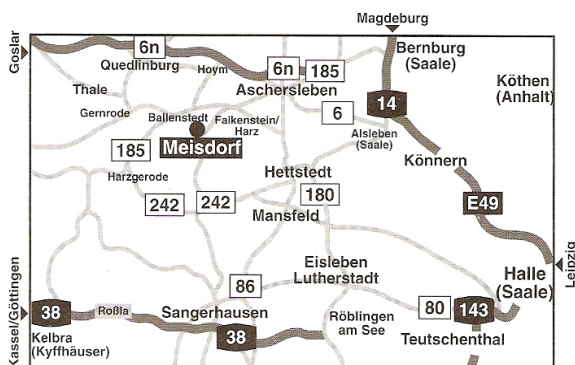 Magdeburg
Goslar
6n
Quedlinburg
Hoym
6n
185
Bernburg
(Saale)
Thale
Aschersleben
Köthen
(Anhalt)
Gernrode
Ballenstedt
Falkenstein/
Harz
6
14
Alsleben
(Saale)
185
Meisdorf
Könnern
Harzgerode
Hettstedt
242
242
180
E49
Mansfeld
Leipzig
Eisleben
Lutherstadt
Halle
(Saale)
86
Kassel/Göttingen
38
Roßla
Sangerhausen
38
Röblingen
am See
80
143
Kelbra
(Kyffhäuser)
Teutschenthal